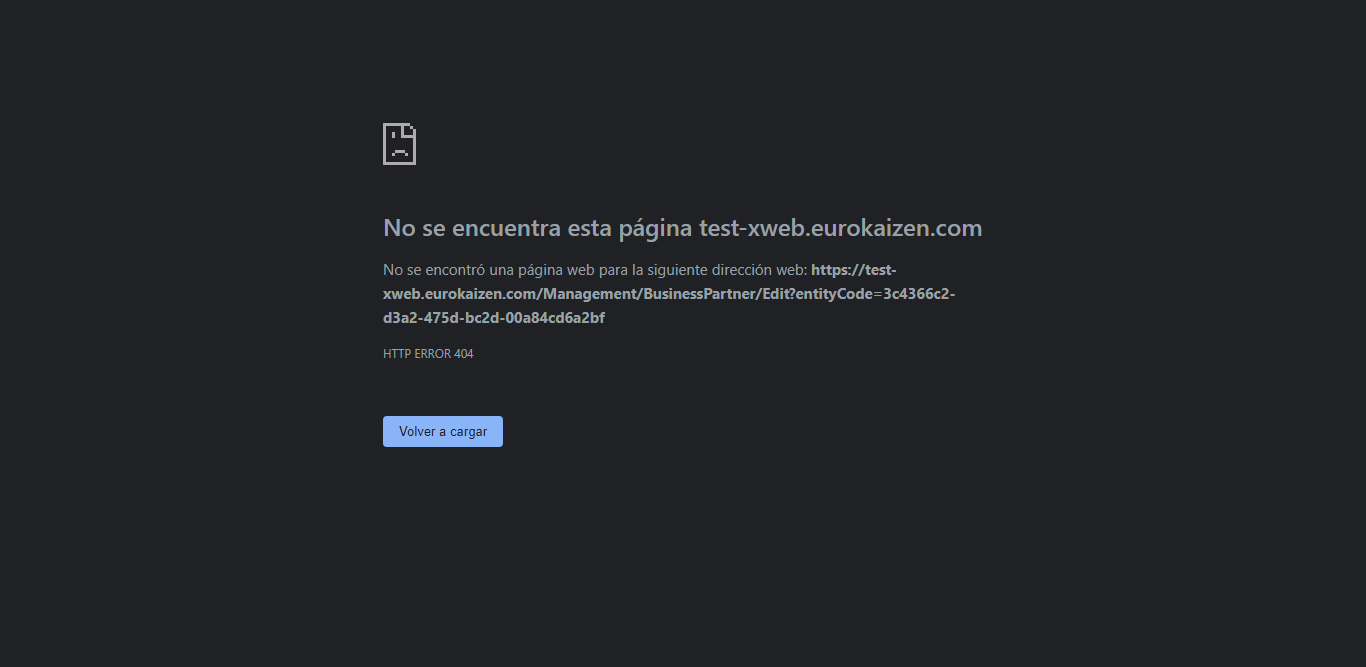 No se encuentra esta página test-xweb.eurokaizen.com
No se encontró una página web para la siguiente dirección web: https://test-
xweb.eurokaizen.com/Management/BusinessPartner/Edit?entityCode=3c4366c2-
d3a2-475d-bc2d-00a84cd6a2bf
HTTP ERROR 404
Volver a cargar